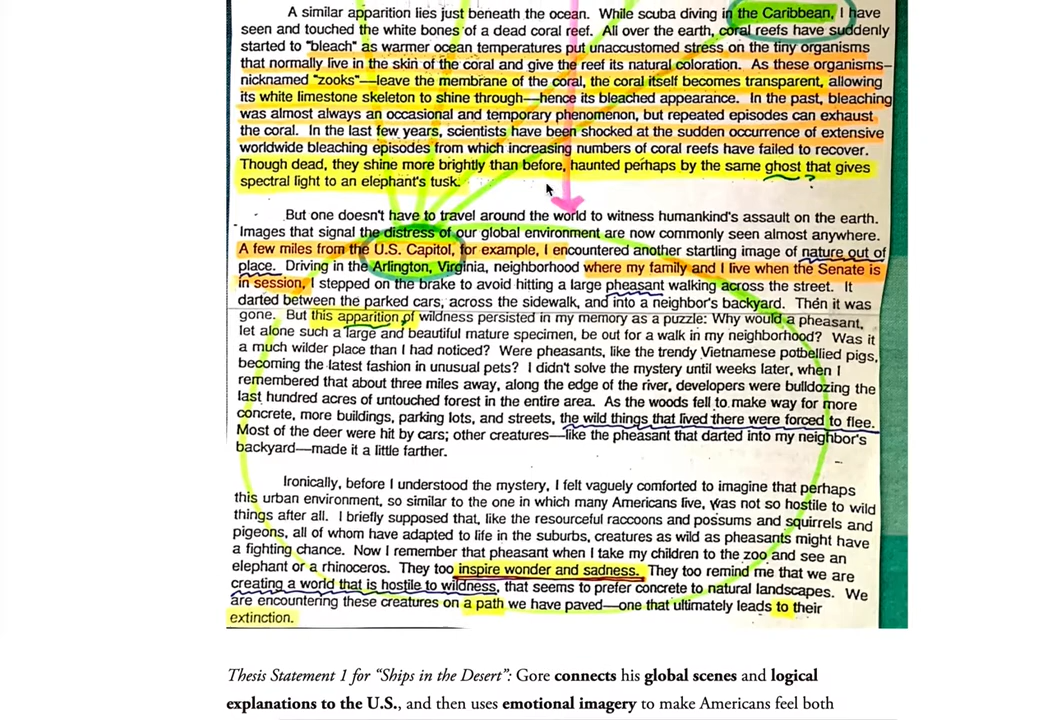 A similar apparition lies just beneath the ocean. While scuba diving in the Caribbean, I have
seen and touched the white bones of a dead coral reef. All over the earth, coral reefs have suddenly
started to "bleach" as warmer ocean temperatures put unaccustomed stress on the tiny organisms
that normally live in the skin of the coral and give the reef its natural coloration. As these organisms—
nicknamed "zooks"—leave the membrane of the coral, the coral itself becomes transparent, allowing
its white limestone skeleton to shine through—hence its bleached appearance. In the past, bleaching
was almost always an occasional and temporary phenomenon, but repeated episodes can exhaust
the coral. In the last few years, scientists have been shocked at the sudden occurrence of extensive
worldwide bleaching episodes from which increasing numbers of coral reefs have failed to recover.
Though dead, they shine more brightly than before, haunted perhaps by the same ghost that gives
spectral light to an elephant's tusk.
But one doesn't have to travel around the world to witness humankind's assault on the earth.
Images that signal the distress of our global environment are now commonly seen almost anywhere.
A few miles from the U.S. Capitol, for example, I encountered another startling image of nature out of
place. Driving in the Arlington, Virginia, neighborhood where my family and I live when the Senate is
in session, I stepped on the brake to avoid hitting a large pheasant walking across the street. It
darted between the parked cars, across the sidewalk, and into a neighbor's backyard. Then it was
gone. But this apparition of wildness persisted in my memory as a puzzle: Why would a pheasant,
let alone such a large and beautiful mature specimen, be out for a walk in my neighborhood? Was it
a much wilder place than I had noticed? Were pheasants, like the trendy Vietnamese potbellied pigs,
becoming the latest fashion in unusual pets? I didn't solve the mystery until weeks later, when I
remembered that about three miles away, along the edge of the river, developers were bulldozing the
last hundred acres of untouched forest in the entire area. As the woods fell to make way for more
concrete, more buildings, parking lots, and streets, the wild things that lived there were forced to flee.
Most of the deer were hit by cars; other creatures—like the pheasant that darted into my neighbor's
backyard—made it a little farther.
Ironically, before I understood the mystery, I felt vaguely comforted to imagine that perhaps
this urban environment, so similar to the one in which many Americans live, was not so hostile to wild
things after all. I briefly supposed that, like the resourceful raccoons and possums and squirrels and
pigeons, all of whom have adapted to life in the suburbs, creatures as wild as pheasants might have
a fighting chance. Now I remember that pheasant when I take my children to the zoo and see an
elephant or a rhinoceros. They too inspire wonder and sadness. They too remind me that we are
creating a world that is hostile to wildness, that seems to prefer concrete to natural landscapes. We
are encountering these creatures on a path we have paved—one that ultimately leads to their
extinction.
Thesis Statement 1 for “Ships in the Desert”: Gore connects his global scenes and logical
explanations to the U.S., and then uses emotional imagery to make Americans feel both